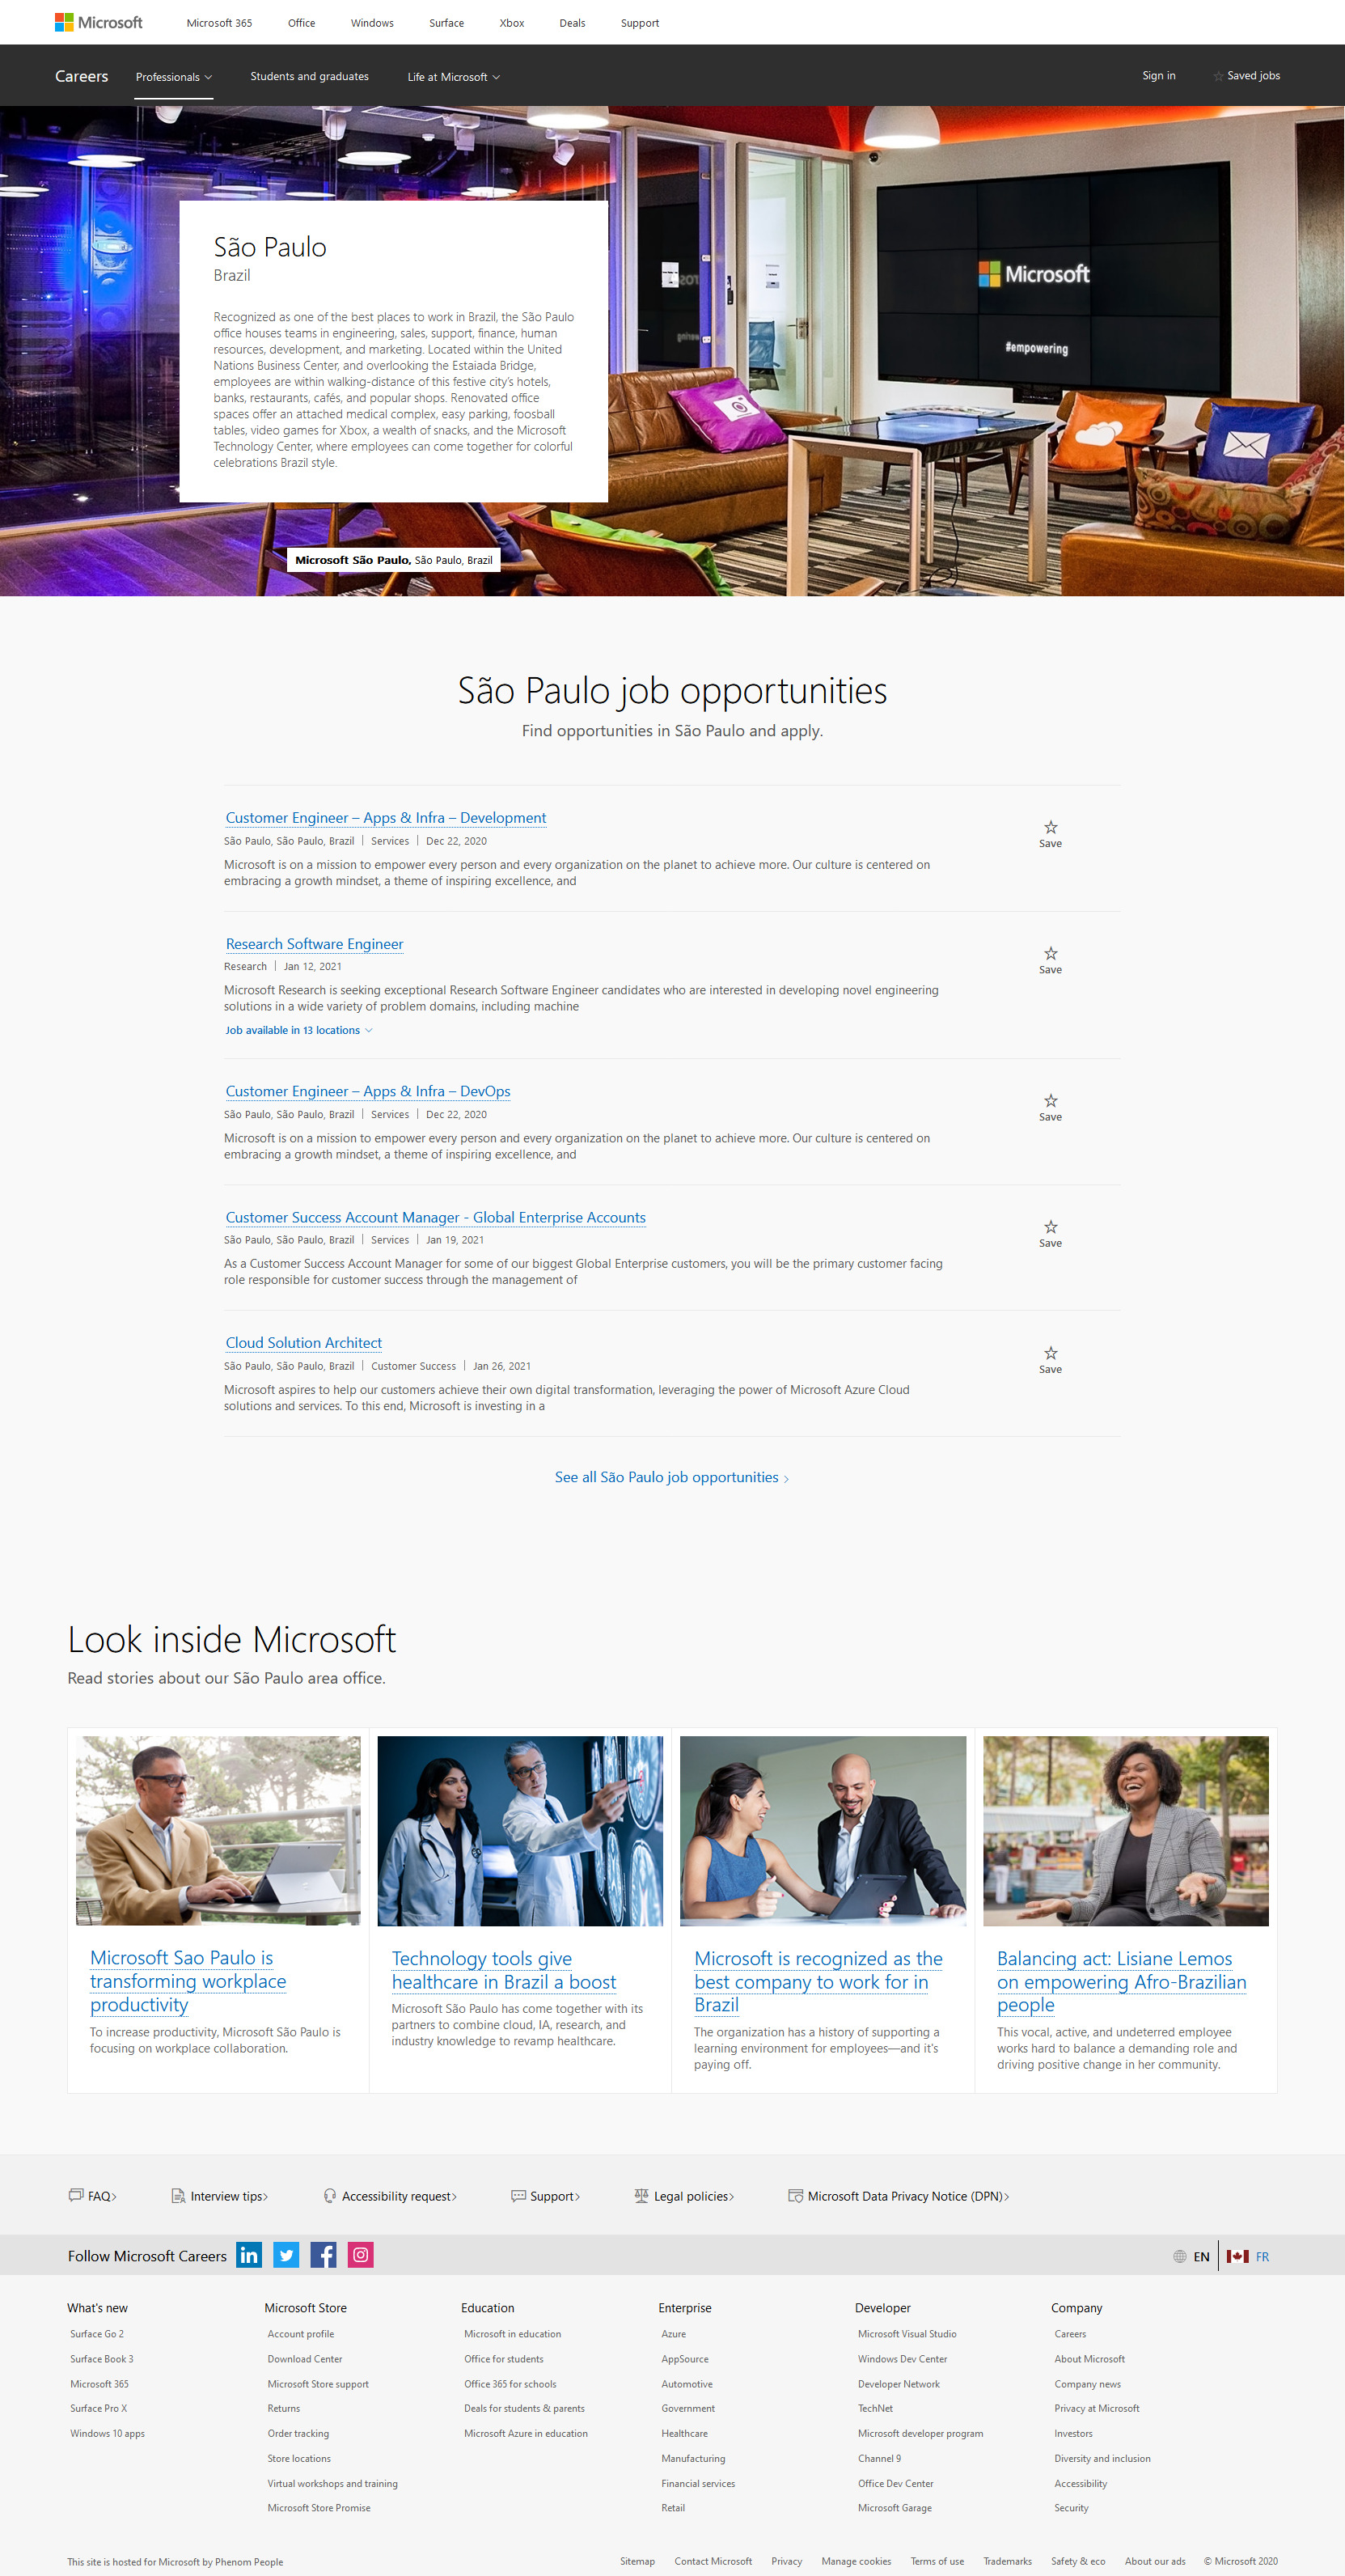 Microsoft
Microsoft 365 Office Windows Surface Xbox Deals Support
Careers Professionals Students and graduates Life at Microsoft Sign in Saved jobs
São Paulo
Brazil
Recognized as one of the best places to work in Brazil, the São Paulo
office houses teams in engineering, sales, support, finance, human
resources, development, and marketing. Located within the United
Nations Business Center, and overlooking the Estaiada Bridge,
employees are within walking-distance of this festive city's hotels,
banks, restaurants, cafés, and popular shops. Renovated office
spaces offer an attached medical complex, easy parking, foosball
tables, video games for Xbox, a wealth of snacks, and the Microsoft
Technology Center, where employees can come together for colorful
celebrations Brazil style.
Microsoft
#empowering
Microsoft São Paulo, São Paulo, Brazil
São Paulo job opportunities
Find opportunities in São Paulo and apply.
Customer Engineer – Apps & Infra – Development
São Paulo, São Paulo, Brazil | Services | Dec 22, 2020
Microsoft is on a mission to empower every person and every organization on the planet to achieve more. Our culture is centered on
embracing a growth mindset, a theme of inspiring excellence, and
Save
Research Software Engineer
Research | Jan 12, 2021
Microsoft Research is seeking exceptional Research Software Engineer candidates who are interested in developing novel engineering
solutions in a wide variety of problem domains, including machine
Job available in 13 locations
Save
Customer Engineer – Apps & Infra – DevOps
São Paulo, São Paulo, Brazil | Services | Dec 22, 2020
Microsoft is on a mission to empower every person and every organization on the planet to achieve more. Our culture is centered on
embracing a growth mindset, a theme of inspiring excellence, and
Save
Customer Success Account Manager - Global Enterprise Accounts
São Paulo, São Paulo, Brazil | Services | Jan 19, 2021
As a Customer Success Account Manager for some of our biggest Global Enterprise customers, you will be the primary customer facing
role responsible for customer success through the management of
Save
Cloud Solution Architect
São Paulo, São Paulo, Brazil | Customer Success | Jan 26, 2021
Microsoft aspires to help our customers achieve their own digital transformation, leveraging the power of Microsoft Azure Cloud
solutions and services. To this end, Microsoft is investing in a
Save
See all São Paulo job opportunities
Look inside Microsoft
Read stories about our São Paulo area office.
Microsoft Sao Paulo is
transforming workplace
productivity
To increase productivity, Microsoft São Paulo is
focusing on workplace collaboration.
Technology tools give
healthcare in Brazil a boost
Microsoft São Paulo has come together with its
partners to combine cloud, IA, research, and
industry knowledge to revamp healthcare.
Microsoft is recognized as the
best company to work for in
Brazil
The organization has a history of supporting a
learning environment for employees—and it's
paying off.
Balancing act: Lisiane Lemos
on empowering Afro-Brazilian
people
This vocal, active, and undeterred employee
works hard to balance a demanding role and
driving positive change in her community.
FAQ Interview tips Accessibility request Support Legal policies Microsoft Data Privacy Notice (DPN)
Follow Microsoft Careers EN FR
What's new
Surface Go 2
Surface Book 3
Microsoft 365
Surface Pro X
Windows 10 apps
Microsoft Store
Account profile
Download Center
Microsoft Store support
Returns
Order tracking
Store locations
Virtual workshops and training
Microsoft Store Promise
Education
Microsoft in education
Office for students
Office 365 for schools
Deals for students & parents
Microsoft Azure in education
Enterprise
Azure
AppSource
Automotive
Government
Healthcare
Manufacturing
Financial services
Retail
Developer
Microsoft Visual Studio
Windows Dev Center
Developer Network
TechNet
Microsoft developer program
Channel 9
Office Dev Center
Microsoft Garage
Company
Careers
About Microsoft
Company news
Privacy at Microsoft
Investors
Diversity and inclusion
Accessibility
Security
This site is hosted for Microsoft by Phenom People
Sitemap Contact Microsoft Privacy Manage cookies Terms of use Trademarks Safety & eco About our ads © Microsoft 2020